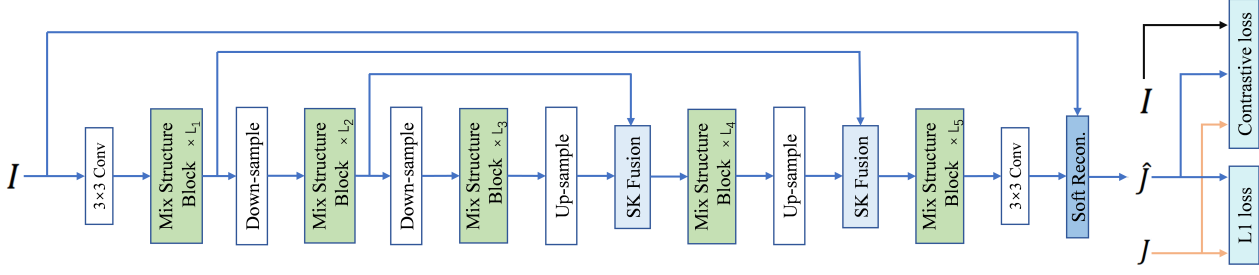 I
3×3 Conv
Mix Structure
Block × L₁
Down-sample
Mix Structure
Block × L₂
Down-sample
Mix Structure
Block × L₃
Up-sample
SK Fusion
Mix Structure
Block × L₄
Up-sample
SK Fusion
Mix Structure
Block × L₅
3×3 Conv
Soft Recon.
I
Ĵ
J
Contrastive loss
L1 loss